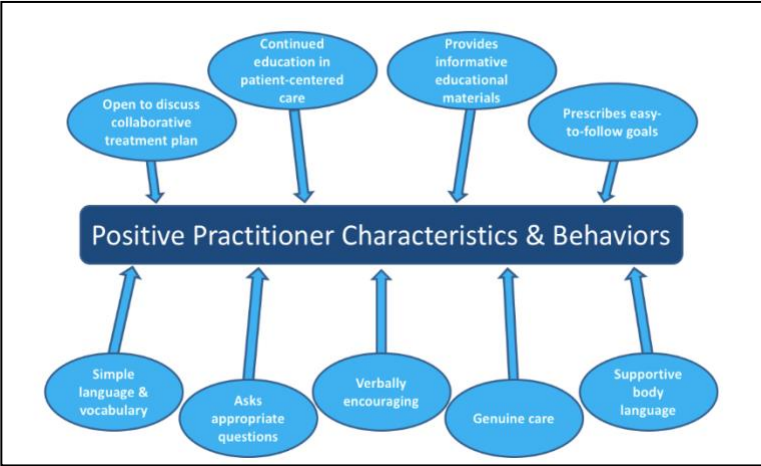 Continued
education in
patient-centered
care
Provides
informative
educational
materials
Open to discuss
collaborative
treatment plan
Prescribes easy-
to-follow goals
Positive Practitioner Characteristics & Behaviors
Simple
language &
vocabulary
Asks
appropriate
questions
Verbally
encouraging
Genuine care
Supportive
body
language